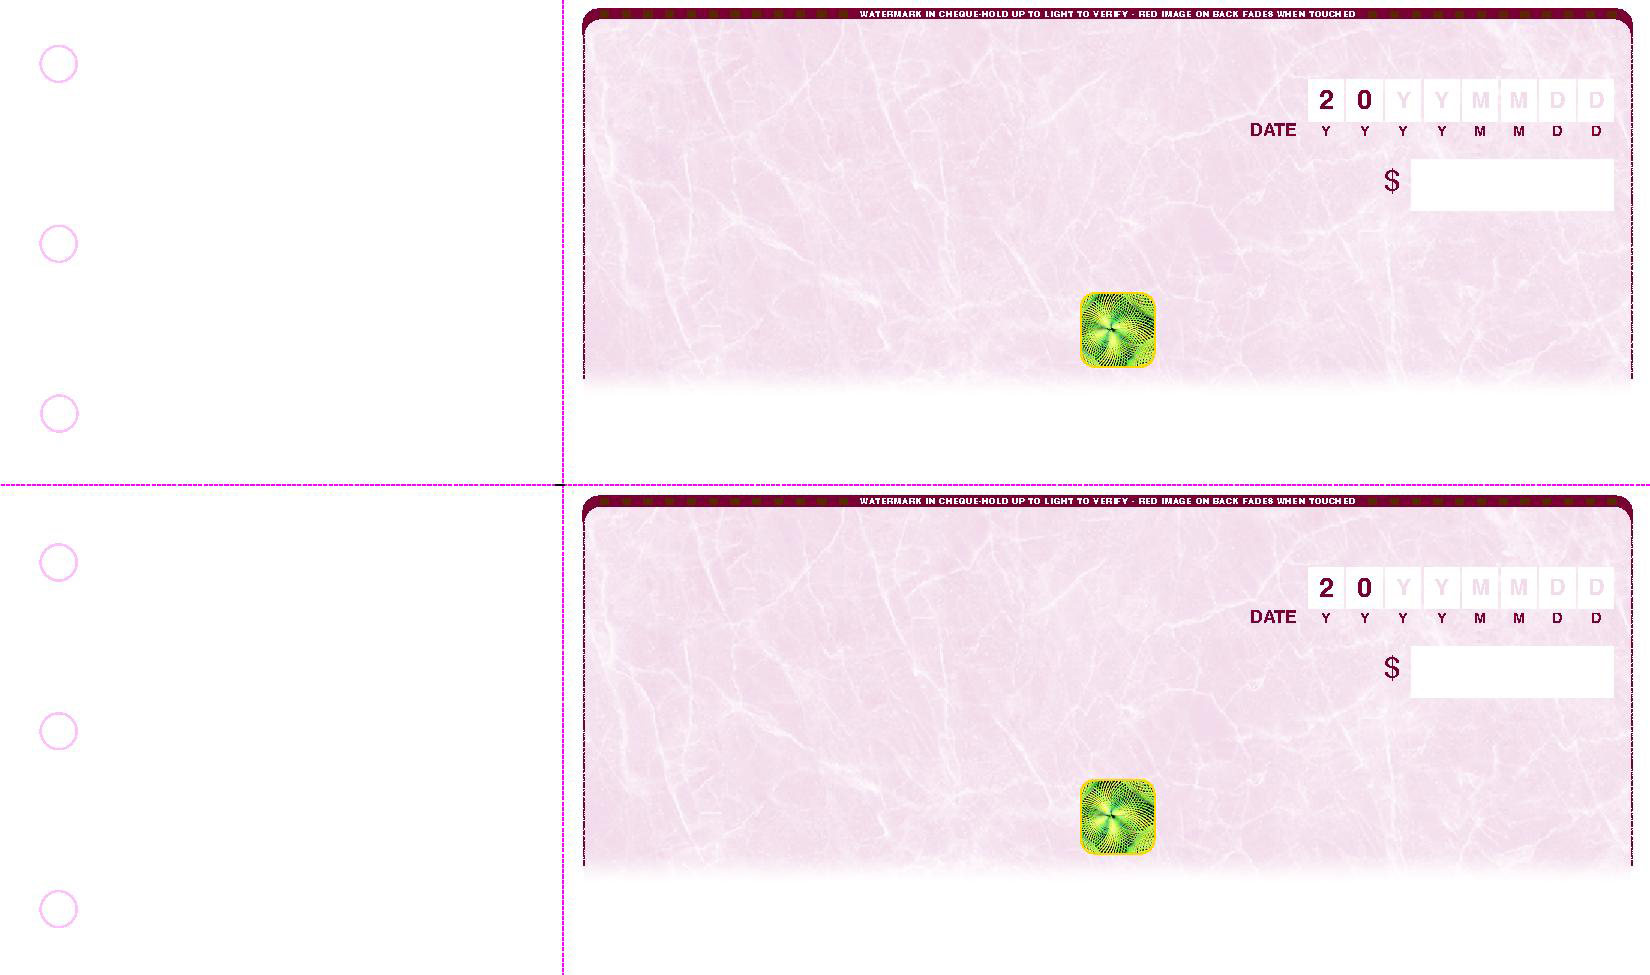 WATERMARK IN CHEQUE-HOLD UP TO LIGHT TO VERIFY - RED IMAGE ON BACK FADES WHEN TOUCHED
2 0 Y Y M M D D
DATE Y Y Y Y M M D D
$
WATERMARK IN CHEQUE-HOLD UP TO LIGHT TO VERIFY - RED IMAGE ON BACK FADES WHEN TOUCHED
2 0 Y Y M M D D
DATE Y Y Y Y M M D D
$